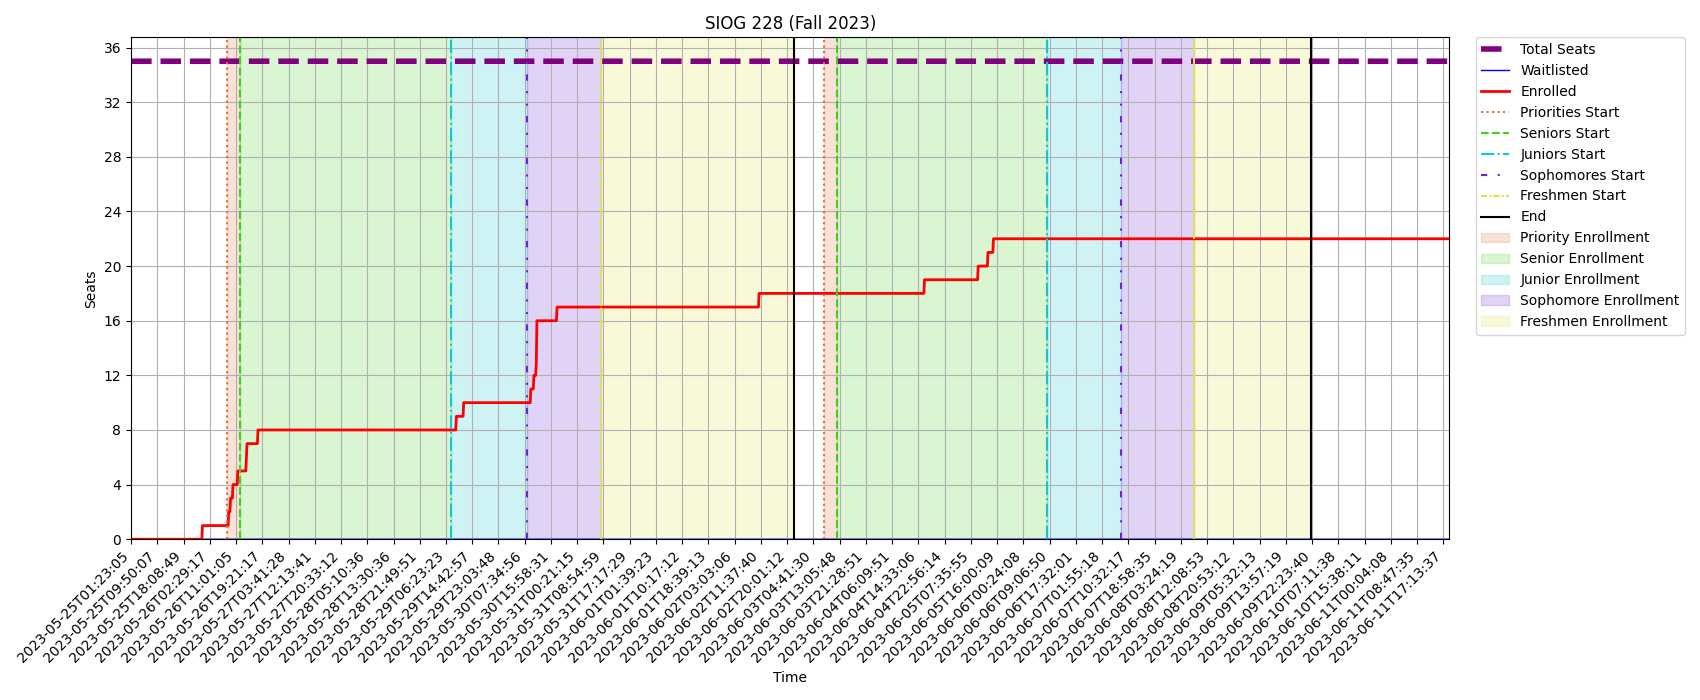 SIOG 228 (Fall 2023)
Seats
36
32
28
24
20
16
12
8
4
0
2023-05-25T01:23:05
2023-05-25T09:50:07
2023-05-25T18:08:49
2023-05-26T02:29:17
2023-05-26T11:01:05
2023-05-26T19:21:17
2023-05-27T03:41:28
2023-05-27T12:13:41
2023-05-27T20:33:12
2023-05-28T05:10:36
2023-05-28T13:30:36
2023-05-28T21:49:51
2023-05-29T06:23:23
2023-05-29T14:42:57
2023-05-29T23:03:48
2023-05-30T07:34:56
2023-05-30T15:58:31
2023-05-31T00:21:15
2023-05-31T08:54:59
2023-05-31T17:17:29
2023-06-01T01:39:23
2023-06-01T10:17:12
2023-06-01T18:39:13
2023-06-02T03:03:06
2023-06-02T11:37:40
2023-06-02T20:01:12
2023-06-03T04:41:30
2023-06-03T13:05:48
2023-06-03T21:28:51
2023-06-04T06:09:51
2023-06-04T14:33:06
2023-06-04T22:56:14
2023-06-05T07:35:55
2023-06-05T16:00:09
2023-06-06T00:24:08
2023-06-06T09:06:50
2023-06-06T17:32:01
2023-06-07T01:55:18
2023-06-07T10:32:17
2023-06-07T18:58:35
2023-06-08T03:24:19
2023-06-08T12:08:53
2023-06-08T20:53:12
2023-06-09T05:32:13
2023-06-09T13:57:19
2023-06-09T22:23:40
2023-06-10T07:11:38
2023-06-10T15:38:11
2023-06-11T00:04:08
2023-06-11T08:47:35
2023-06-11T17:13:37
Time
Total Seats
Waitlisted
Enrolled
Priorities Start
Seniors Start
Juniors Start
Sophomores Start
Freshmen Start
End
Priority Enrollment
Senior Enrollment
Junior Enrollment
Sophomore Enrollment
Freshmen Enrollment